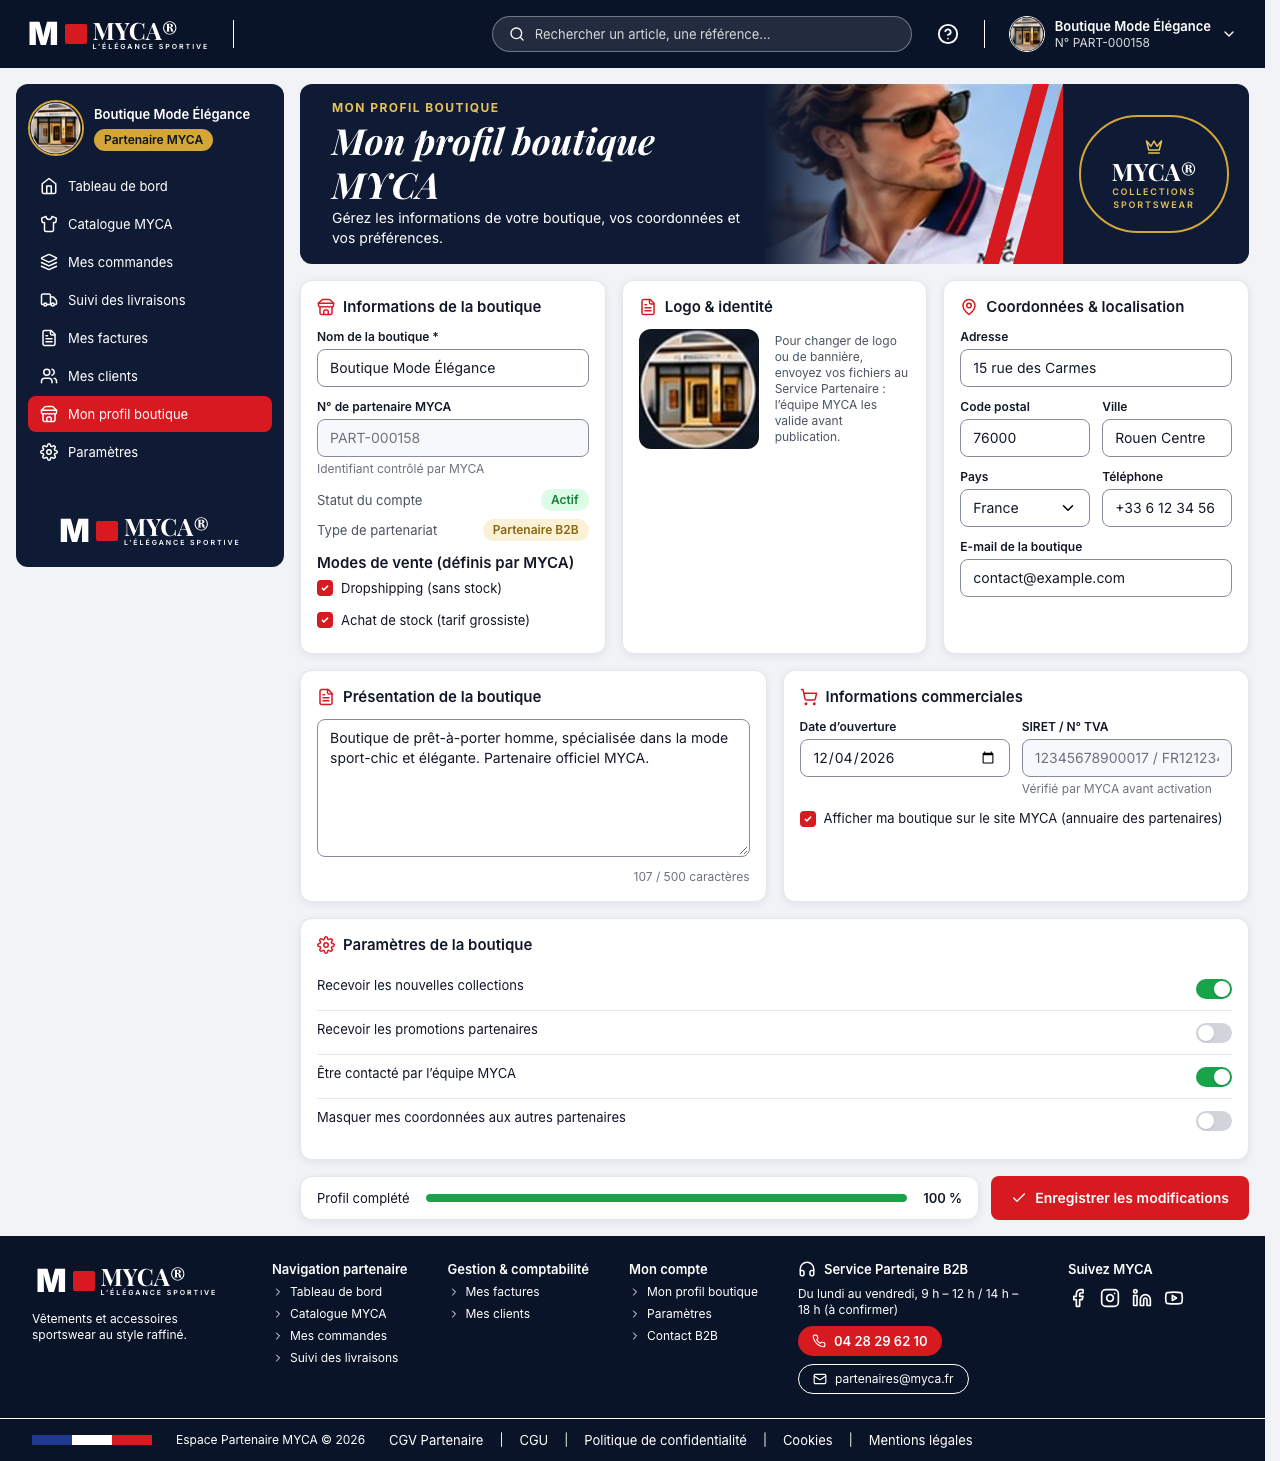 M MYCA®
L'ÉLÉGANCE SPORTIVE
Rechercher un article, une référence...
Boutique Mode Élégance
N° PART-000158
Boutique Mode Élégance
Partenaire MYCA
Tableau de bord
Catalogue MYCA
Mes commandes
Suivi des livraisons
Mes factures
Mes clients
Mon profil boutique
Paramètres
M MYCA®
L'ÉLÉGANCE SPORTIVE
MON PROFIL BOUTIQUE
Mon profil boutique
MYCA
Gérez les informations de votre boutique, vos coordonnées et
vos préférences.
MYCA®
COLLECTIONS
SPORTSWEAR
Informations de la boutique
Nom de la boutique *
Boutique Mode Élégance
N° de partenaire MYCA
PART-000158
Identifiant contrôlé par MYCA
Statut du compte Actif
Type de partenariat Partenaire B2B
Modes de vente (définis par MYCA)
Dropshipping (sans stock)
Achat de stock (tarif grossiste)
Logo & identité
Pour changer de logo
ou de bannière,
envoyez vos fichiers au
Service Partenaire :
l’équipe MYCA les
valide avant
publication.
Coordonnées & localisation
Adresse
15 rue des Carmes
Code postal Ville
76000 Rouen Centre
Pays Téléphone
France +33 6 12 34 56
E-mail de la boutique
contact@example.com
Présentation de la boutique
Boutique de prêt-à-porter homme, spécialisée dans la mode
sport-chic et élégante. Partenaire officiel MYCA.
107 / 500 caractères
Informations commerciales
Date d’ouverture SIRET / N° TVA
12/04/2026 12345678900017 / FR12123
Vérifié par MYCA avant activation
Afficher ma boutique sur le site MYCA (annuaire des partenaires)
Paramètres de la boutique
Recevoir les nouvelles collections
Recevoir les promotions partenaires
Être contacté par l’équipe MYCA
Masquer mes coordonnées aux autres partenaires
Profil complété 100 %
Enregistrer les modifications
M MYCA®
L'ÉLÉGANCE SPORTIVE
Vêtements et accessoires
sportswear au style raffiné.
Navigation partenaire
Tableau de bord
Catalogue MYCA
Mes commandes
Suivi des livraisons
Gestion & comptabilité
Mes factures
Mes clients
Mon compte
Mon profil boutique
Paramètres
Contact B2B
Service Partenaire B2B
Du lundi au vendredi, 9 h – 12 h / 14 h –
18 h (à confirmer)
04 28 29 62 10
partenaires@myca.fr
Suivez MYCA
Espace Partenaire MYCA © 2026 CGV Partenaire | CGU | Politique de confidentialité | Cookies | Mentions légales